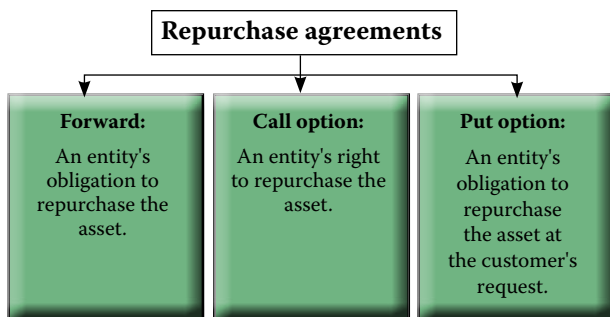 Repurchase agreements
Forward:
An entity's
obligation to
repurchase the
asset.
Call option:
An entity's right
to repurchase the
asset.
Put option:
An entity's
obligation to
repurchase
the asset at
the customer's
request.